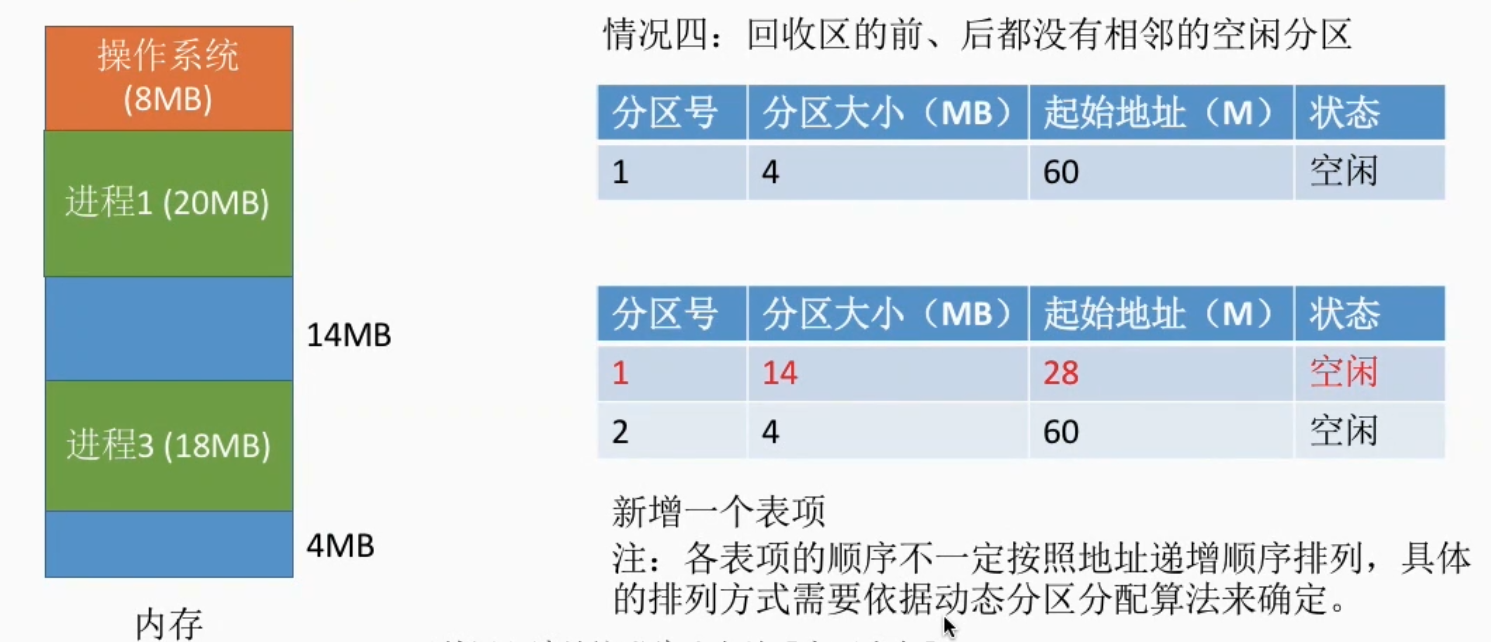 操作系统
(8MB)
进程1 (20MB)
14MB
进程3 (18MB)
4MB
内存
情况四：回收区的前、后都没有相邻的空闲分区
分区号 分区大小（MB） 起始地址（M） 状态
1 4 60 空闲
分区号 分区大小（MB） 起始地址（M） 状态
1 14 28 空闲
2 4 60 空闲
新增一个表项
注：各表项的顺序不一定按照地址递增顺序排列，具体
的排列方式需要依据动态分区分配算法来确定。